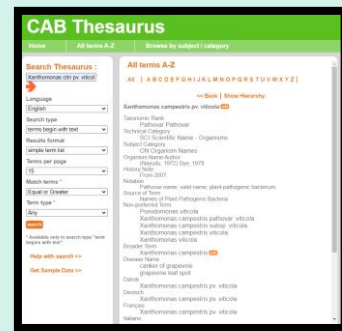 CAB Thesaurus
Home
All terms A-Z
Browse by subject / category
Search Thesaurus :
Xanthomonas citri pv. viticol
Language
English
Search type
terms begin with text
Results format
simple term list
Terms per page
15
Match terms *
Equal or Greater
Term type *
Any
search
* Available only to search type "term begins with text"
Help with search >>
Get Sample Data >>
All terms A-Z
All | A B C D E F G H I J K L M N O P Q R S T U V W X Y Z |
<< Back | Show Hierarchy
Xanthomonas campestris pv. viticola
Taxonomic Rank
Pathovar Pathovar
Technical Category
SCI Scientific Name - Organisms
Subject Category
ON Organism Names
Organism Name Author
(Nayudu, 1972) Dye, 1978
History Note
From 2007.
Notation
Pathovar name: valid name, plant-pathogenic bacterium
Source of Term
Names of Plant Pathogenic Bacteria
Non-preferred Term
Pseudomonas viticola
Xanthomonas campestris pathovar viticola
Xanthomonas campestris subsp. viticola
Xanthomonas campestris viticola
Xanthomonas viticola
Broader Term
Xanthomonas campestris
Disease Name
canker of grapevine
grapevine leaf spot
Dansk
Xanthomonas campestris pv. viticola
Deutsch
Xanthomonas campestris pv. viticola
Français
Xanthomonas campestris pv. viticola
Italiano